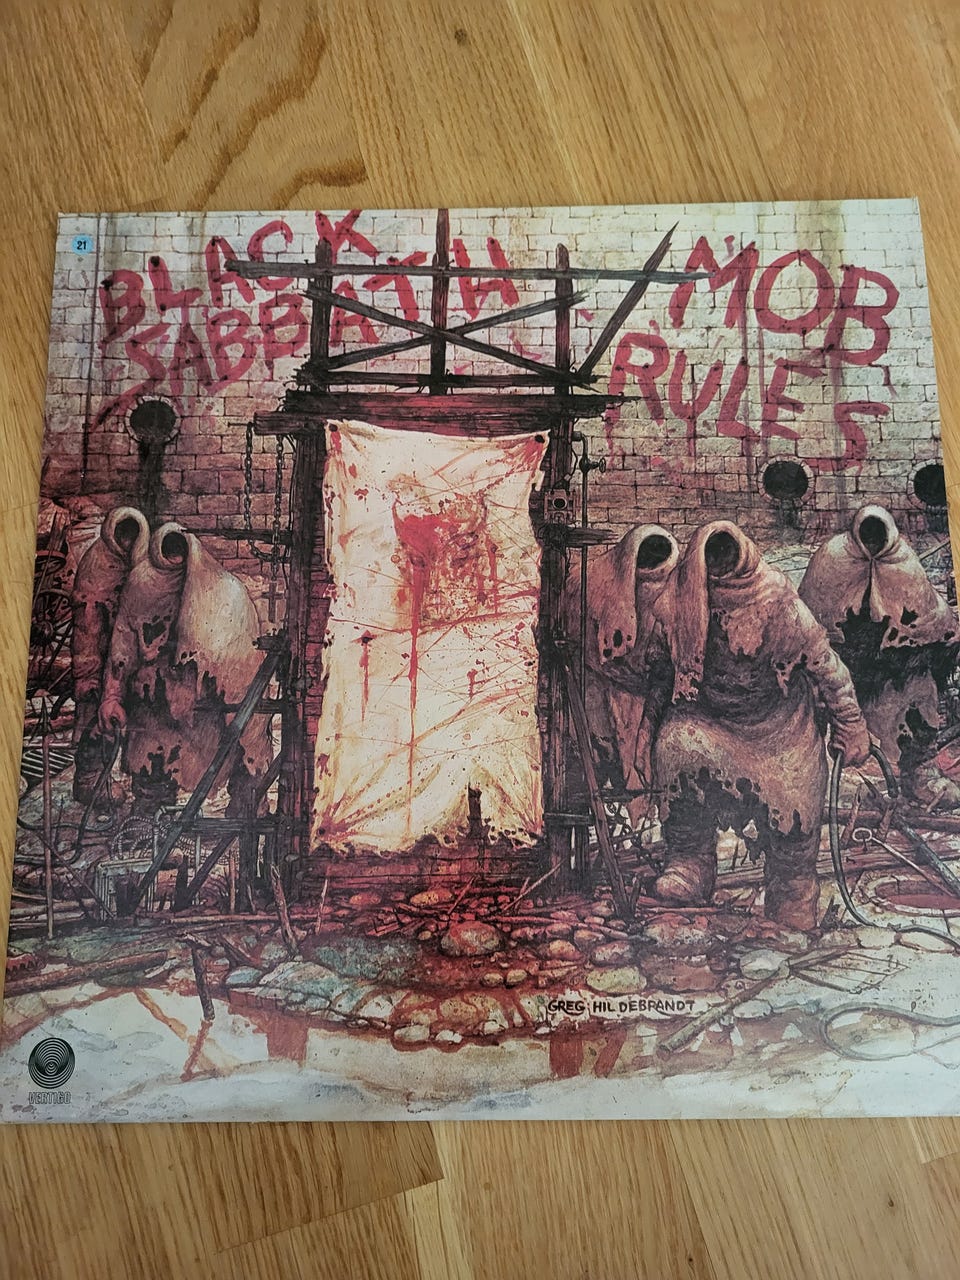 21
BLACK
SABBATH
MOB
RULES
GREG HILDEBRANDT
VERTIGO